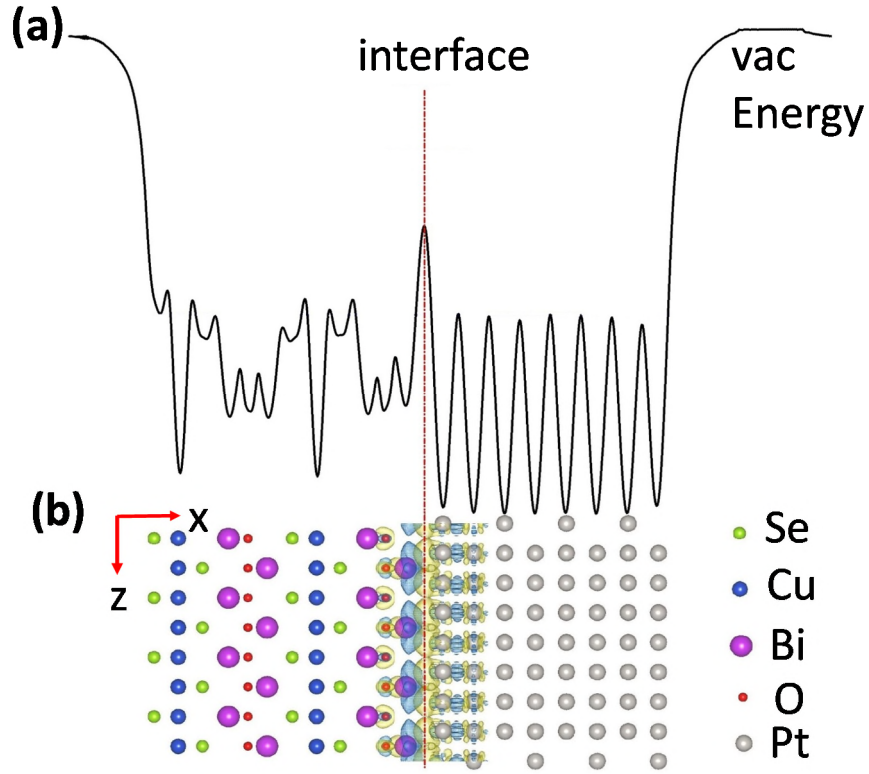 (a)
interface
vac
Energy
(b)
x
z
Se
Cu
Bi
O
Pt